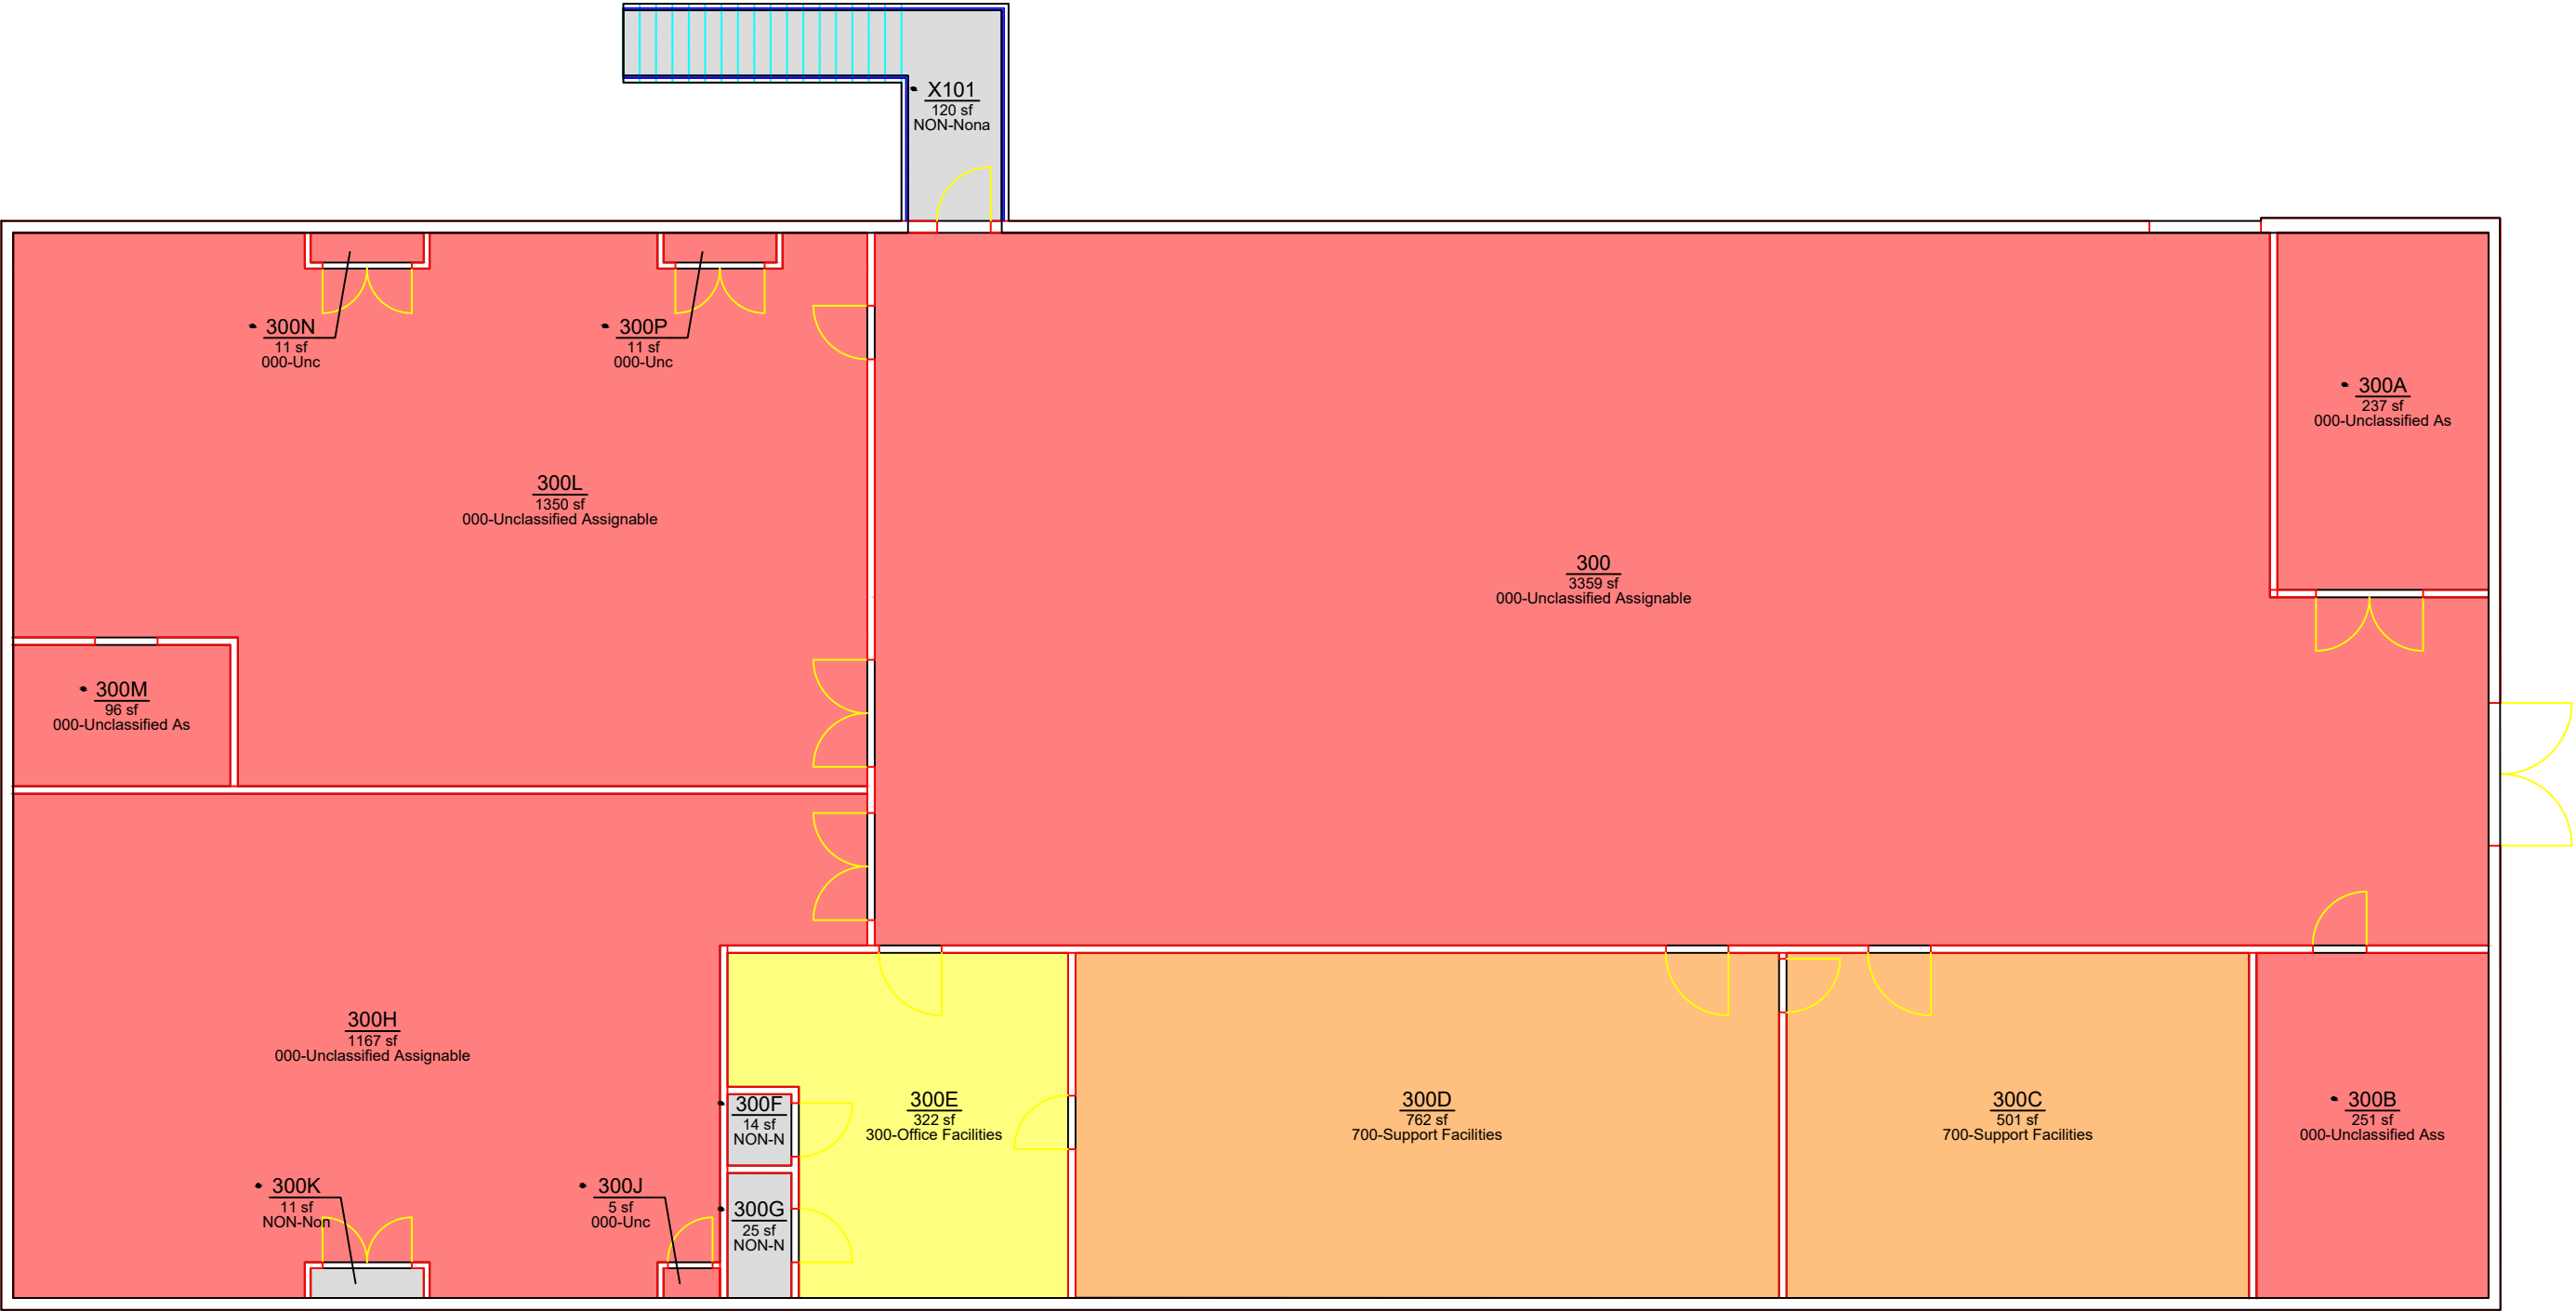 X101
120 sf
NON-Nona
300N
11 sf
000-Unc
300P
11 sf
000-Unc
300A
237 sf
000-Unclassified As
300L
1350 sf
000-Unclassified Assignable
300
3359 sf
000-Unclassified Assignable
300M
96 sf
000-Unclassified As
300H
1167 sf
000-Unclassified Assignable
300F
14 sf
NON-N
300E
322 sf
300-Office Facilities
300D
762 sf
700-Support Facilities
300C
501 sf
700-Support Facilities
300B
251 sf
000-Unclassified Ass
300K
11 sf
NON-Non
300J
5 sf
000-Unc
300G
25 sf
NON-N